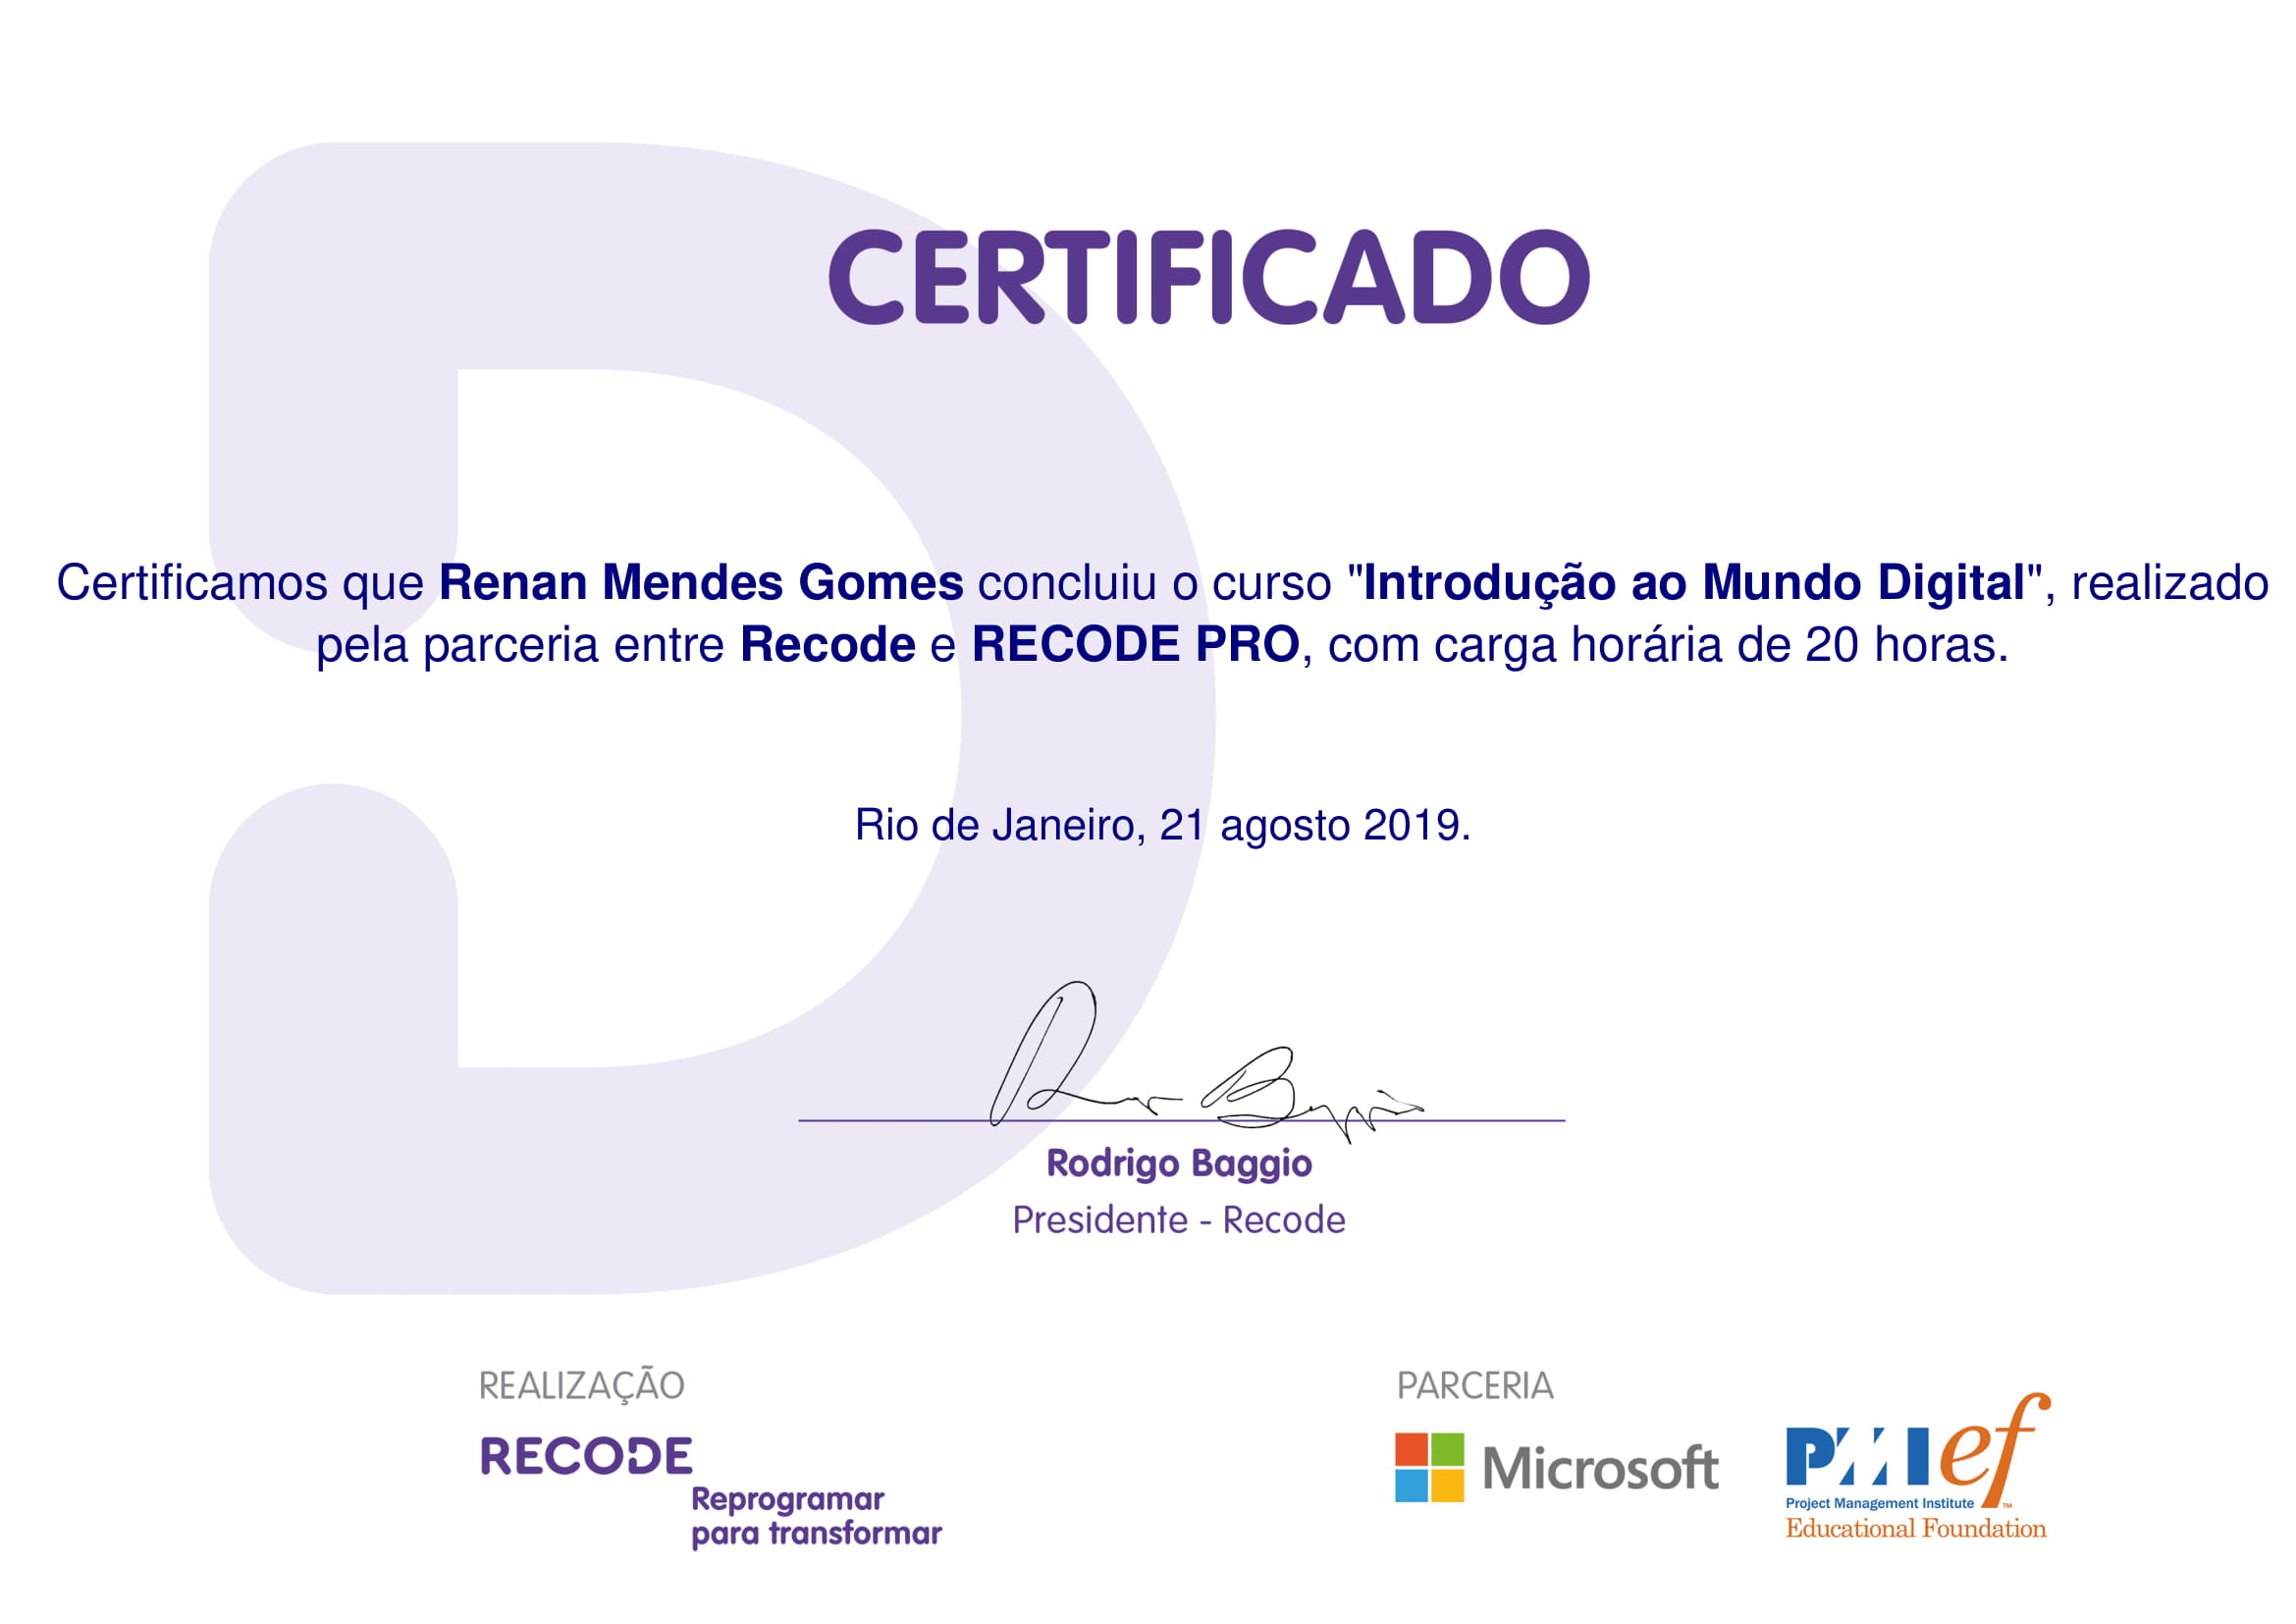 CERTIFICADO
Certificamos que Renan Mendes Gomes concluiu o curso "Introdução ao Mundo Digital", realizado
pela parceria entre Recode e RECODE PRO, com carga horária de 20 horas.
Rio de Janeiro, 21 agosto 2019.
Rodrigo Baggio
Presidente - Recode
REALIZAÇÃO
RECODE
Reprogramar
para transformar
PARCERIA
Microsoft
PMIef
Project Management Institute ™
Educational Foundation